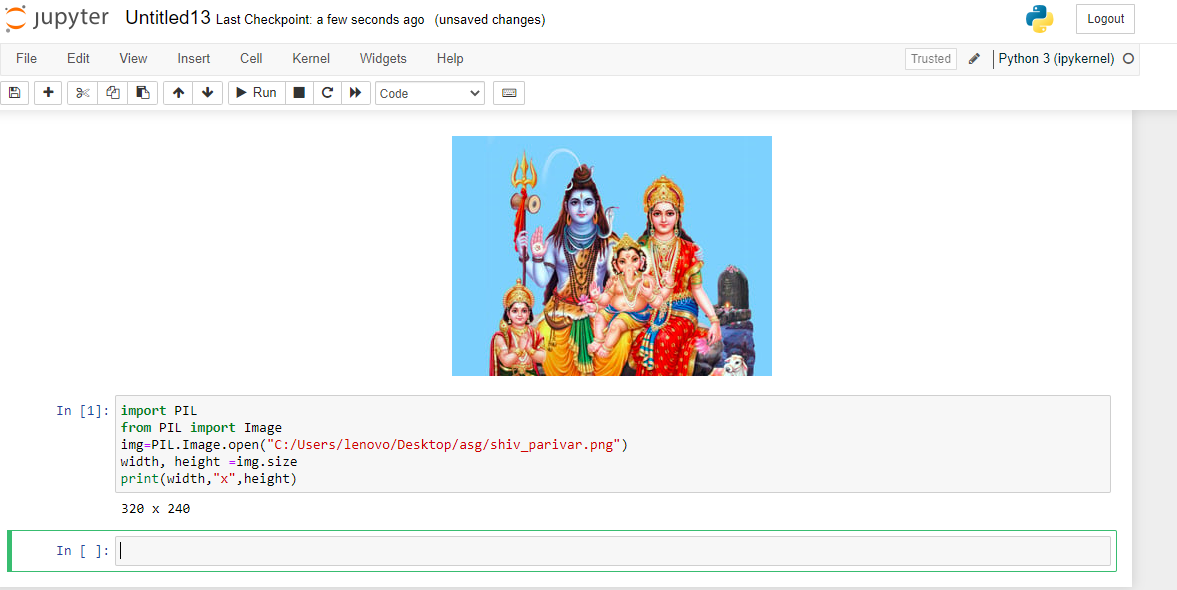 jupyter Untitled13 Last Checkpoint: a few seconds ago (unsaved changes) Logout
File Edit View Insert Cell Kernel Widgets Help Trusted Python 3 (ipykernel)
Run Code
In [1]: import PIL
from PIL import Image
img=PIL.Image.open("C:/Users/lenovo/Desktop/asg/shiv_parivar.png")
width, height =img.size
print(width,"x",height)
320 x 240
In [ ]: